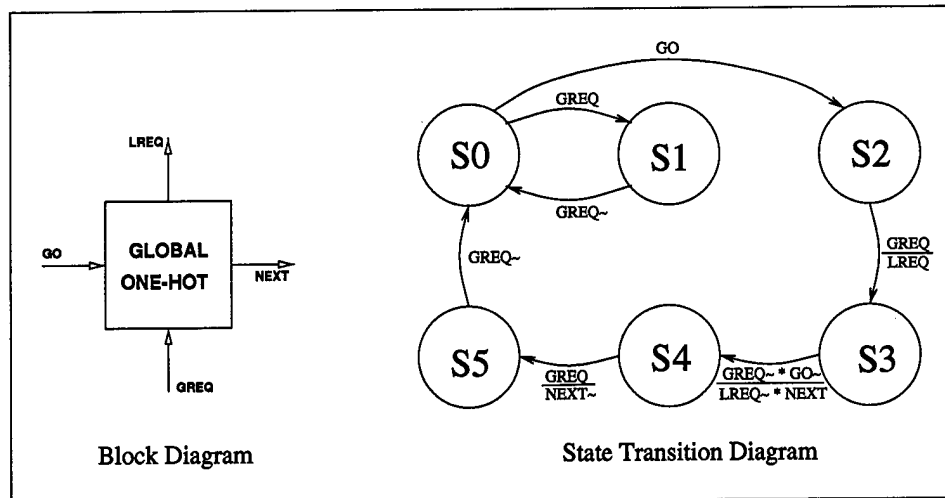 LREQ
GO
GLOBAL
ONE-HOT
NEXT
GREQ
Block Diagram
GO
GREQ
S0
S1
S2
GREQ~
GREQ~
GREQ
LREQ
S5
S4
S3
GREQ
NEXT~
GREQ~ * GO~
LREQ~ * NEXT
State Transition Diagram